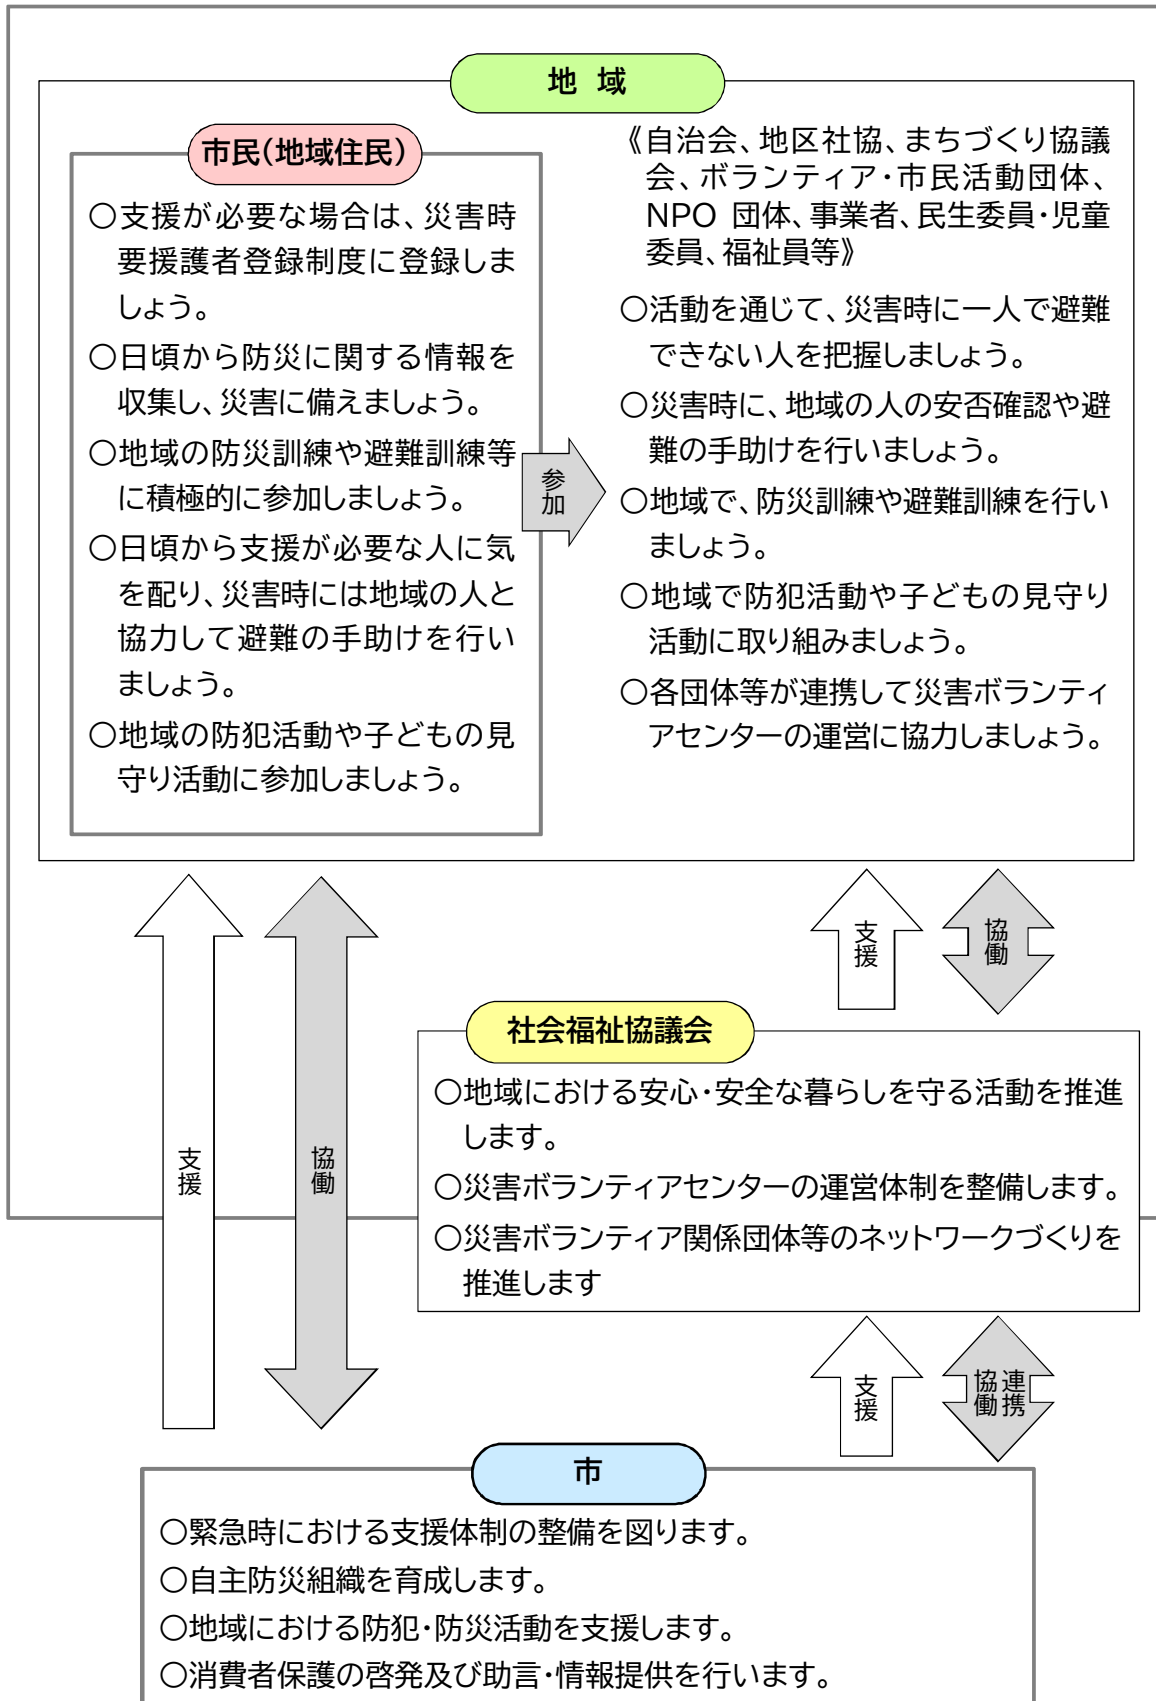 地 域
市民(地域住民)
○支援が必要な場合は、災害時
要援護者登録制度に登録しま
しょう。
○日頃から防災に関する情報を
収集し、災害に備えましょう。
○地域の防災訓練や避難訓練等
に積極的に参加しましょう。
○日頃から支援が必要な人に気
を配り、災害時には地域の人と
協力して避難の手助けを行い
ましょう。
○地域の防犯活動や子どもの見
守り活動に参加しましょう。
参加
《自治会、地区社協、まちづくり協議
会、ボランティア・市民活動団体、
NPO 団体、事業者、民生委員・児童
委員、福祉員等》
○活動を通じて、災害時に一人で避難
できない人を把握しましょう。
○災害時に、地域の人の安否確認や避
難の手助けを行いましょう。
○地域で、防災訓練や避難訓練を行い
ましょう。
○地域で防犯活動や子どもの見守り
活動に取り組みましょう。
○各団体等が連携して災害ボランティ
アセンターの運営に協力しましょう。
支援
協働
支援
協働
社会福祉協議会
○地域における安心・安全な暮らしを守る活動を推進
します。
○災害ボランティアセンターの運営体制を整備します。
○災害ボランティア関係団体等のネットワークづくりを
推進します
支援
連携
協働
市
○緊急時における支援体制の整備を図ります。
○自主防災組織を育成します。
○地域における防犯・防災活動を支援します。
○消費者保護の啓発及び助言・情報提供を行います。